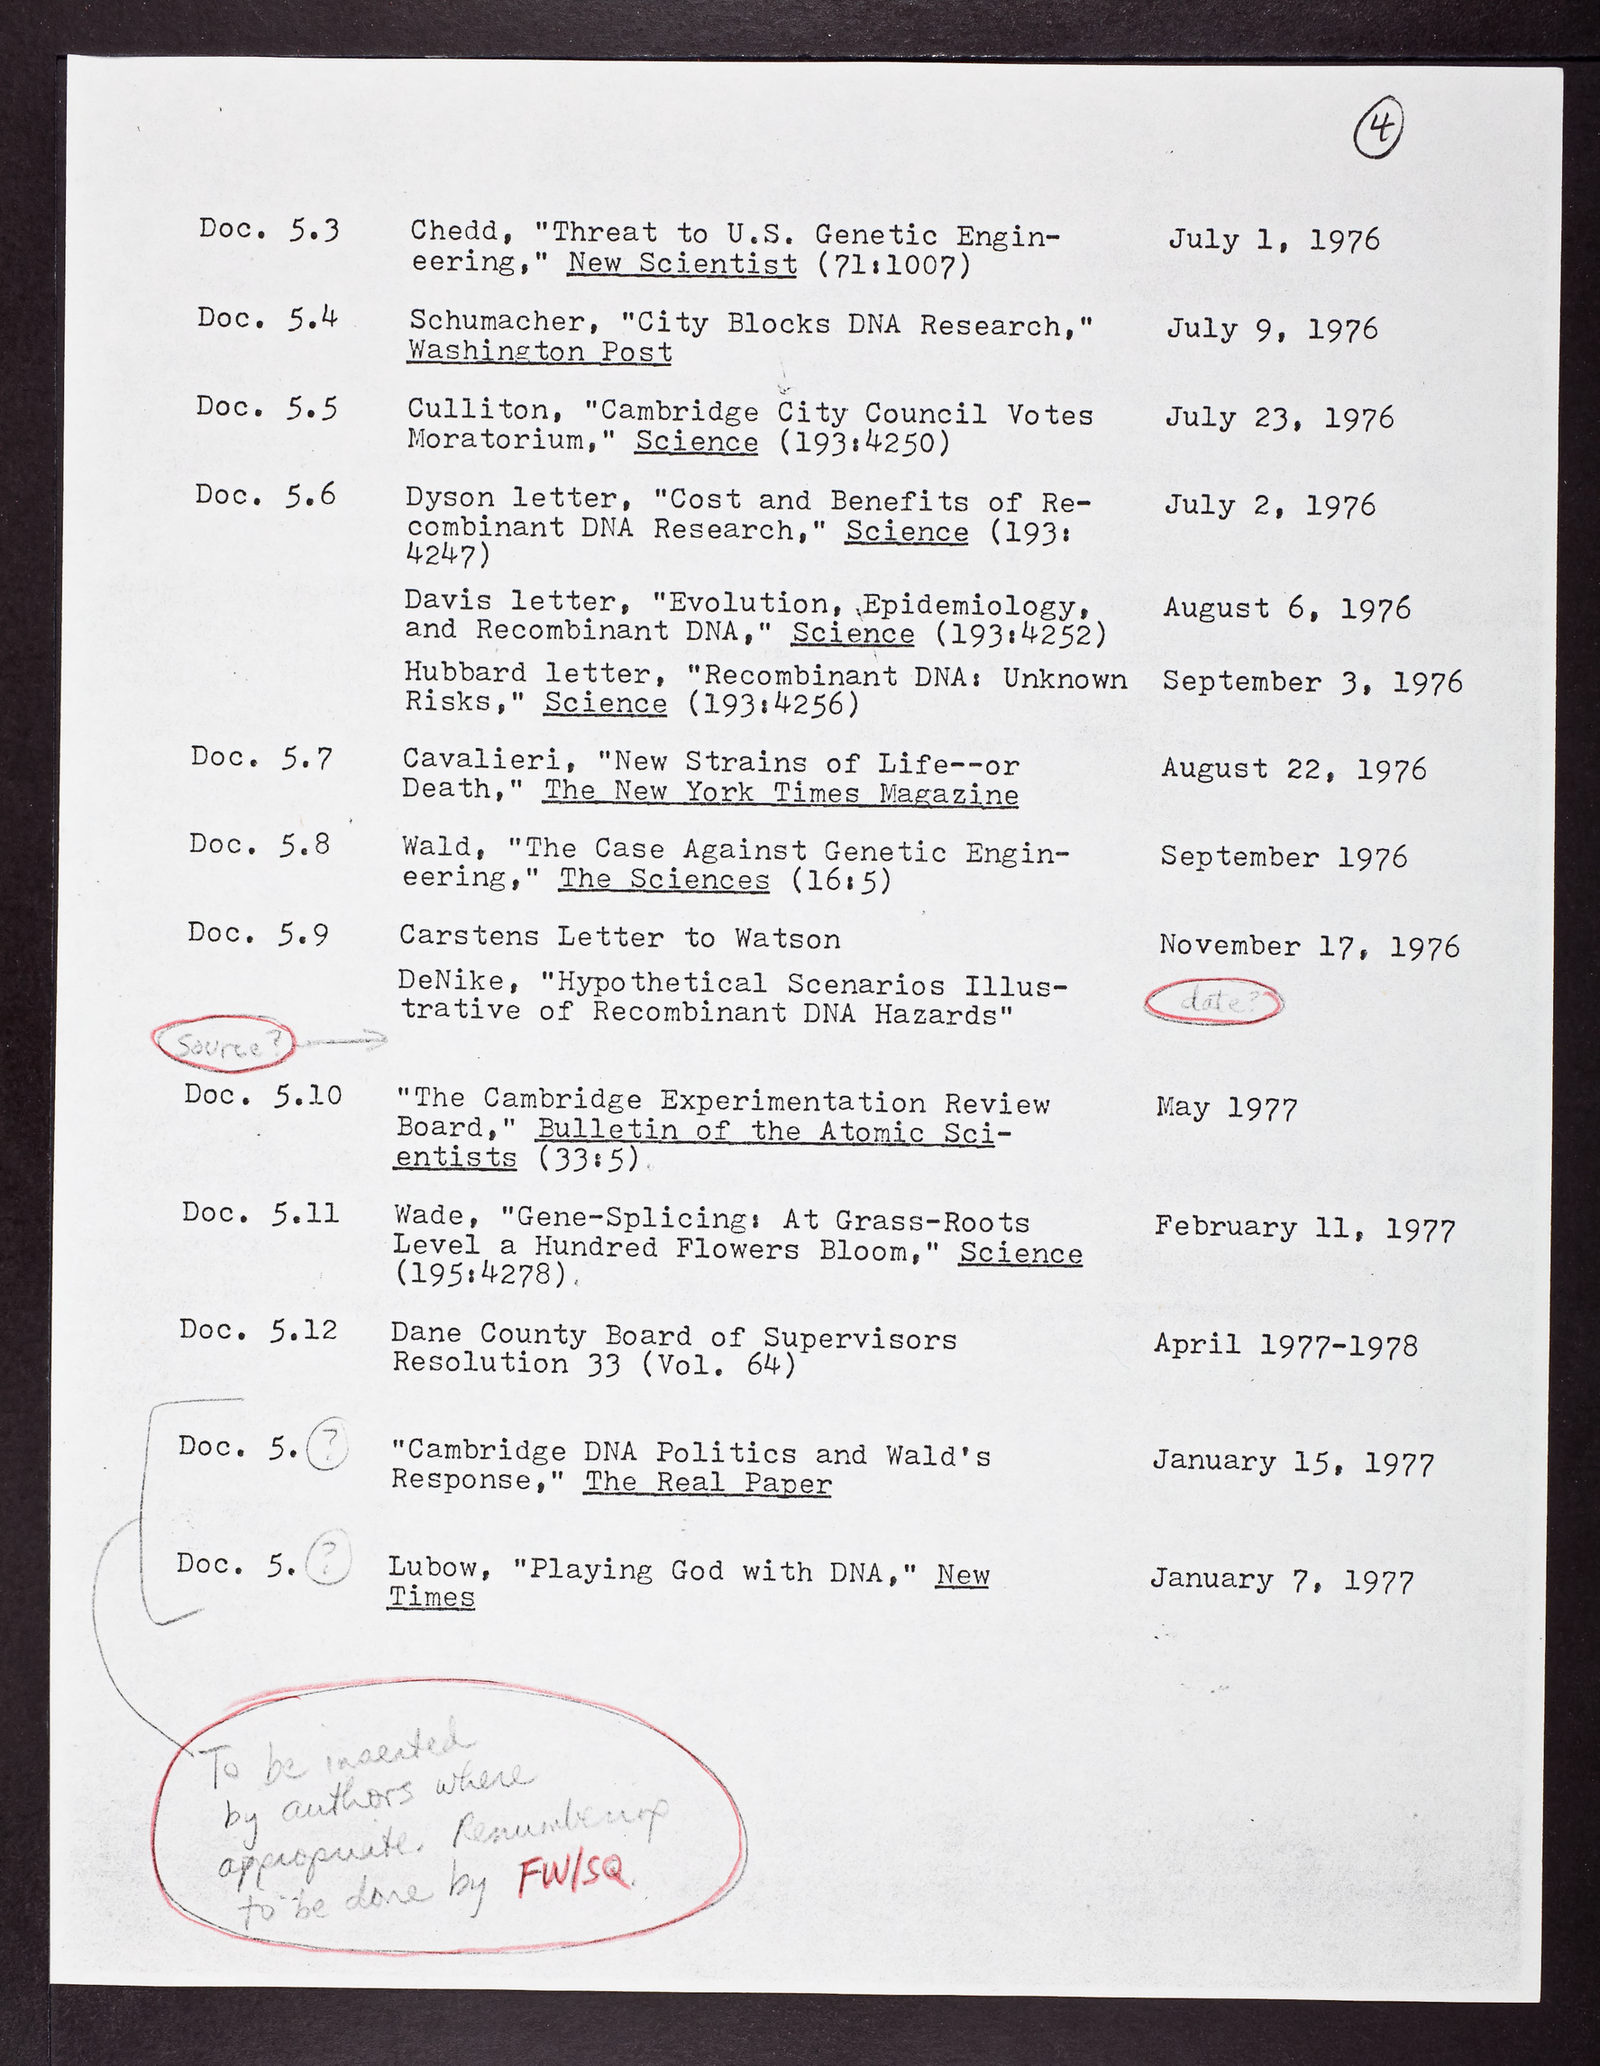 4
Doc. 5.3 Chedd, "Threat to U.S. Genetic Engin- July 1, 1976
eering," New Scientist (71:1007)
Doc. 5.4 Schumacher, "City Blocks DNA Research," July 9, 1976
Washington Post
Doc. 5.5 Culliton, "Cambridge City Council Votes July 23, 1976
Moratorium," Science (193:4250)
Doc. 5.6 Dyson letter, "Cost and Benefits of Re- July 2, 1976
combinant DNA Research," Science (193:
4247)
Davis letter, "Evolution, Epidemiology, August 6, 1976
and Recombinant DNA," Science (193:4252)
Hubbard letter, "Recombinant DNA: Unknown September 3, 1976
Risks," Science (193:4256)
Doc. 5.7 Cavalieri, "New Strains of Life--or August 22, 1976
Death," The New York Times Magazine
Doc. 5.8 Wald, "The Case Against Genetic Engin- September 1976
eering," The Sciences (16:5)
Doc. 5.9 Carstens Letter to Watson November 17, 1976
DeNike, "Hypothetical Scenarios Illus- date?
trative of Recombinant DNA Hazards"
Source?
Doc. 5.10 "The Cambridge Experimentation Review May 1977
Board," Bulletin of the Atomic Sci-
entists (33:5).
Doc. 5.11 Wade, "Gene-Splicing: At Grass-Roots February 11, 1977
Level a Hundred Flowers Bloom," Science
(195:4278).
Doc. 5.12 Dane County Board of Supervisors April 1977-1978
Resolution 33 (Vol. 64)
Doc. 5.? "Cambridge DNA Politics and Wald's January 15, 1977
Response," The Real Paper
Doc. 5.? Lubow, "Playing God with DNA," New January 7, 1977
Times
To be inserted
by authors where
appropriate. Renumbering
to be done by FW/SQ.